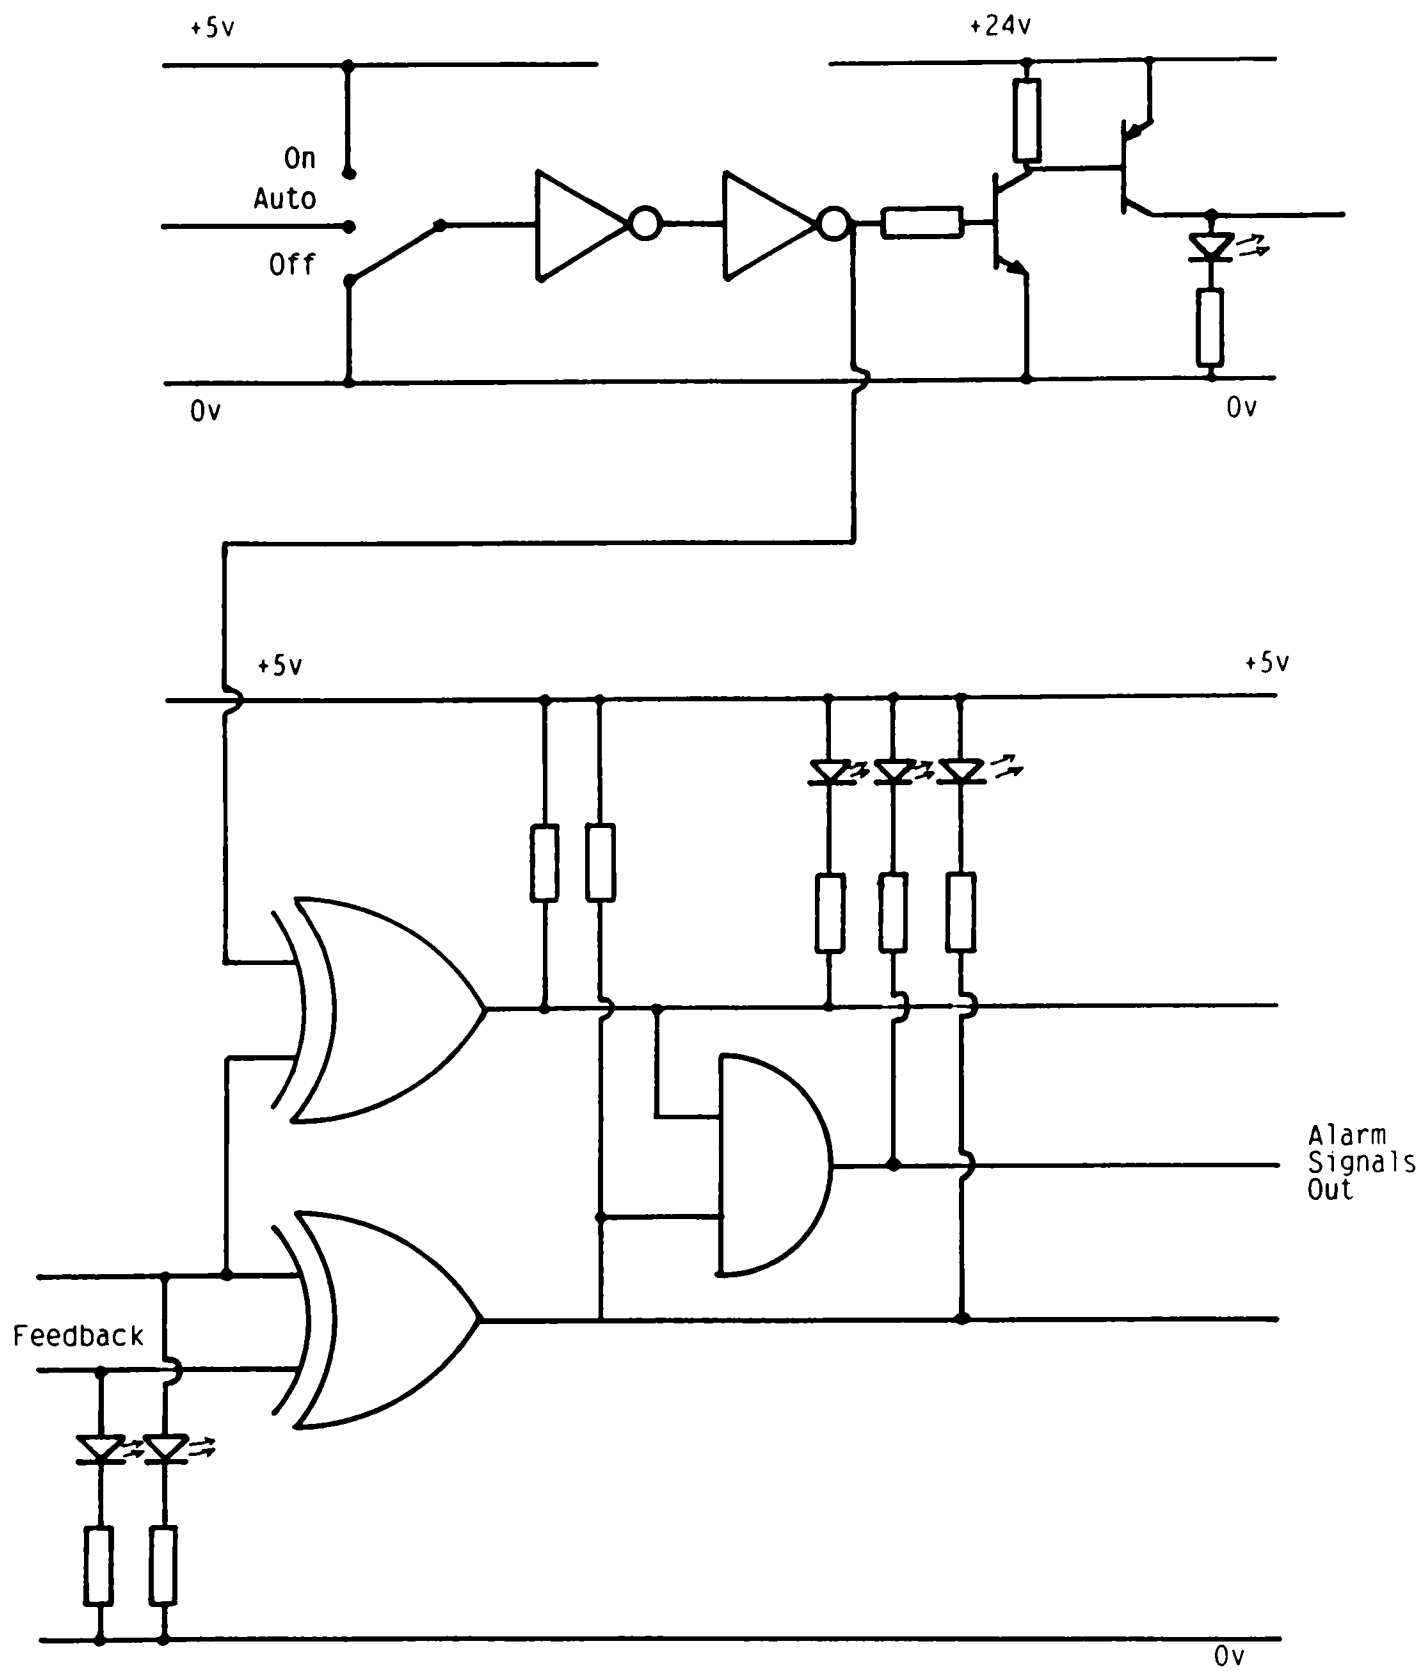 +5v
+24v
On
Auto
Off
0v
0v
+5v
+5v
Alarm
Signals
Out
Feedback
0v